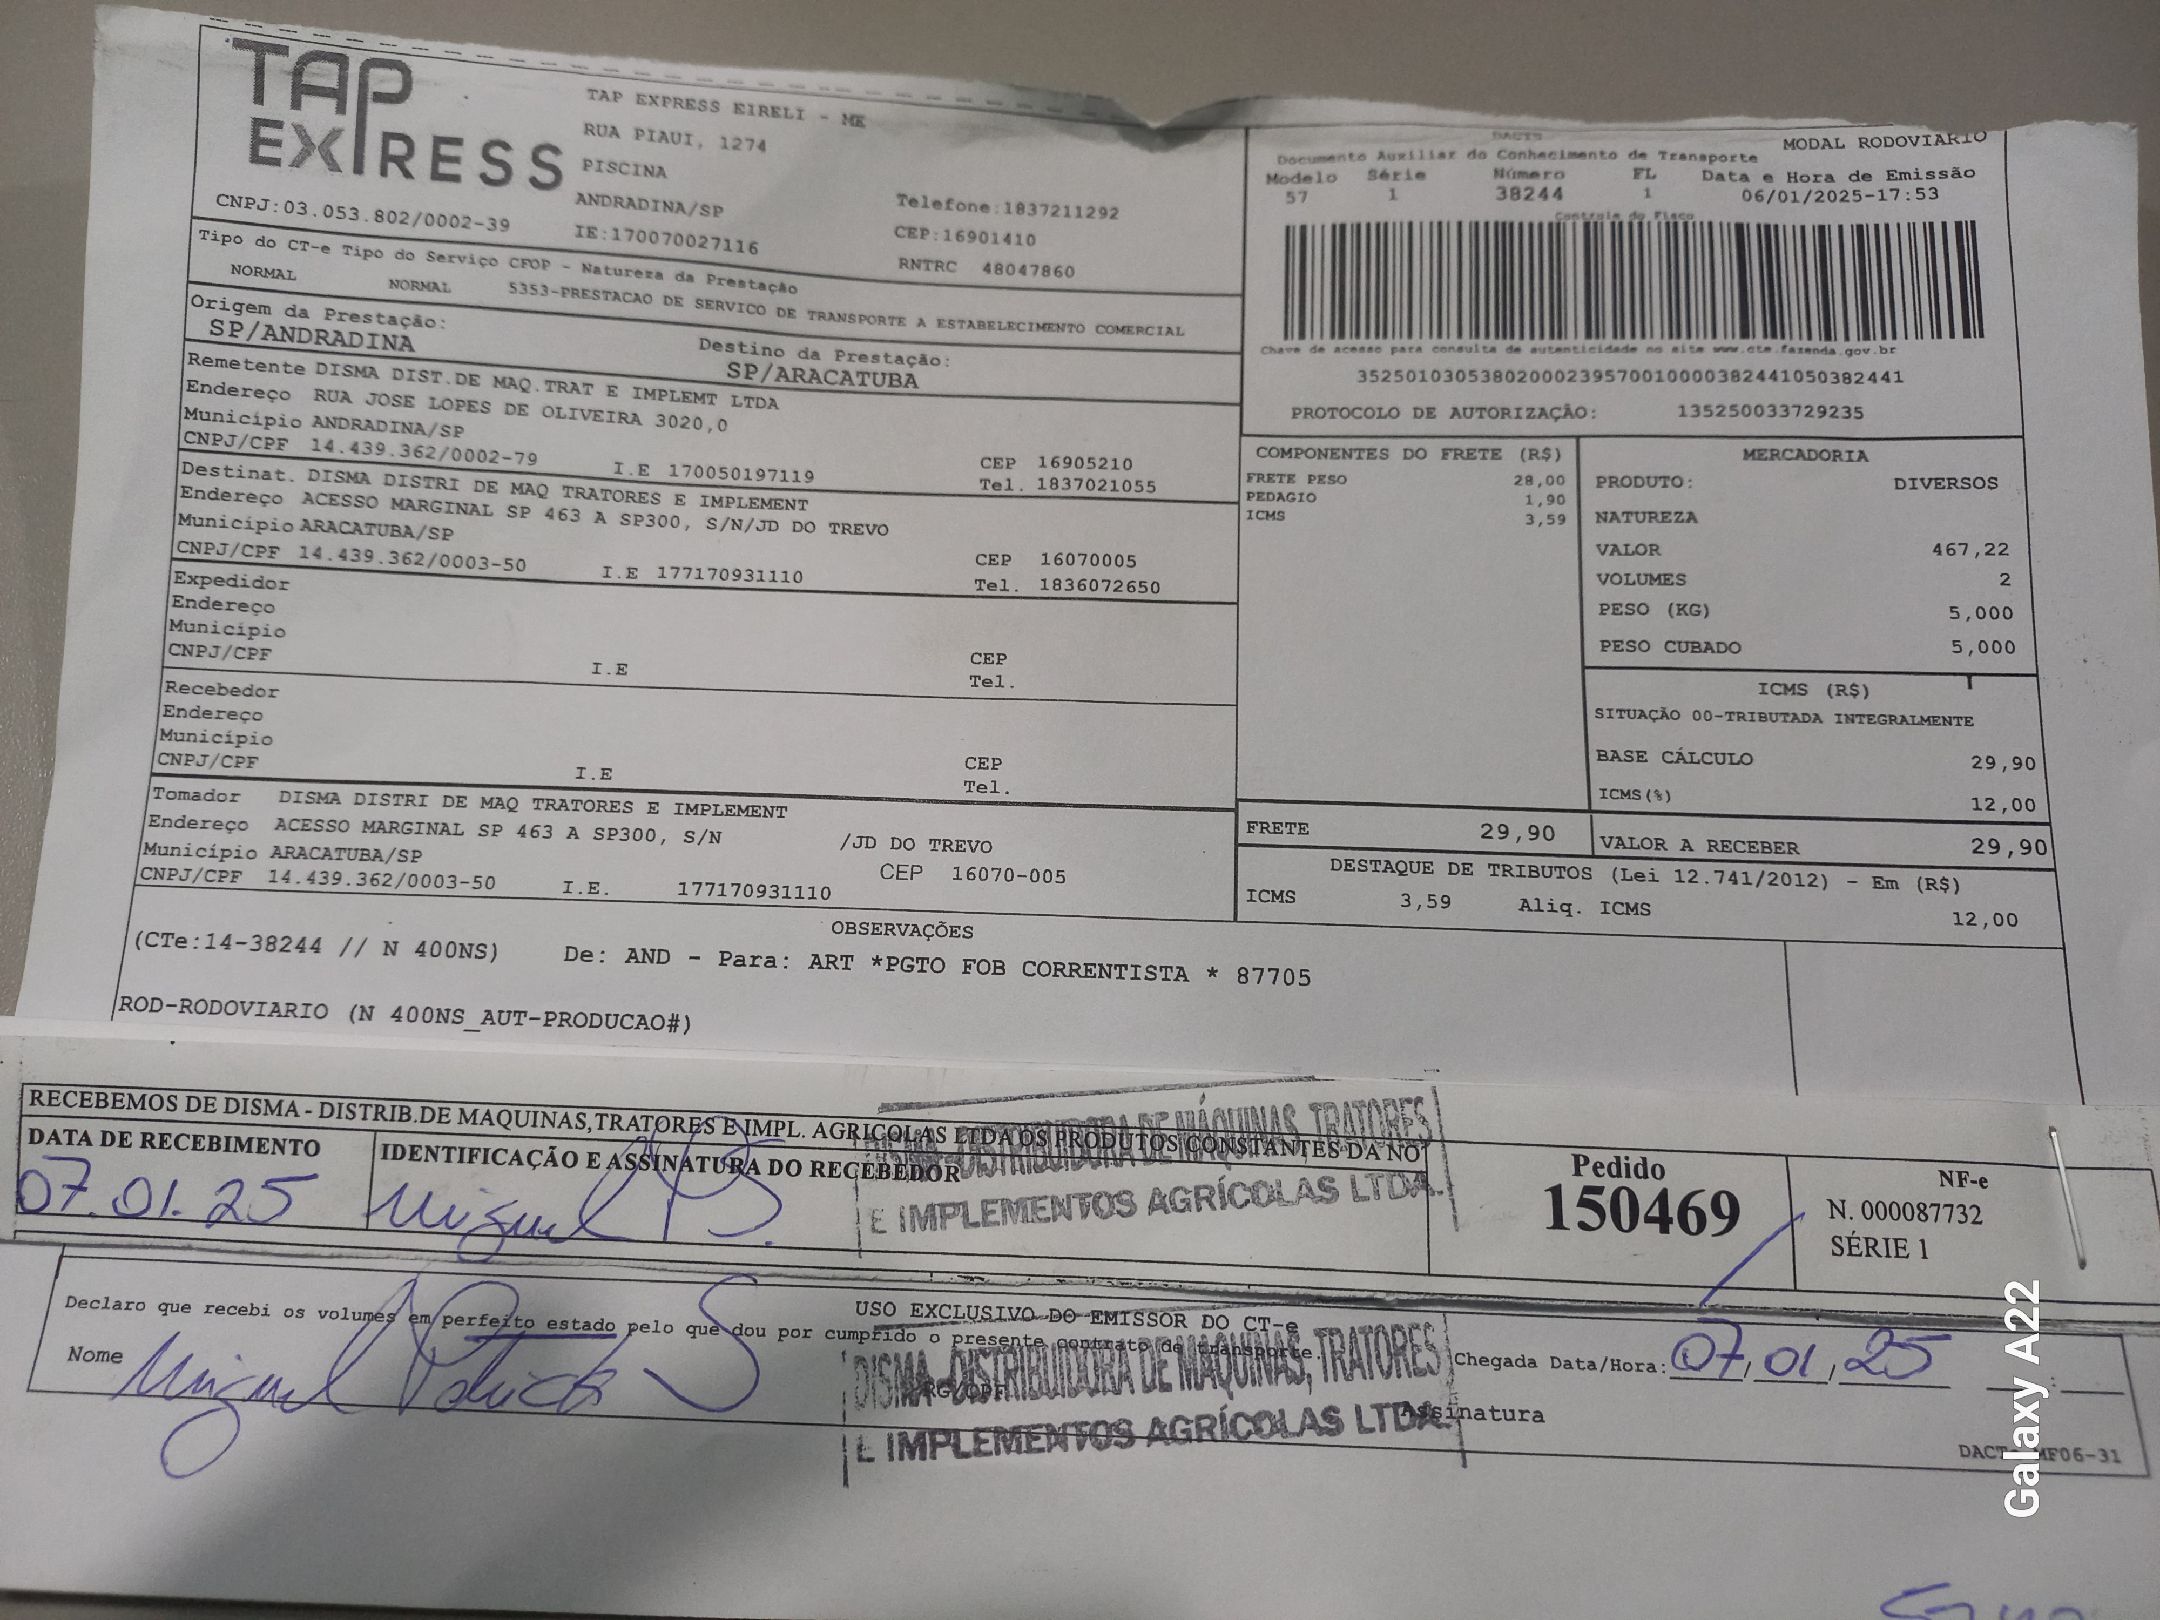 TAP
EXPRESS
TAP EXPRESS EIRELI - ME
RUA PIAUI, 1274
PISCINA
ANDRADINA/SP
IE:170070027116
CNPJ:03.053.802/0002-39
Telefone:1837211292
CEP:16901410
RNTRC 48047860
DACTE
MODAL RODOVIARIO
Documento Auxiliar do Conhecimento de Transporte
Modelo Série Número FL Data e Hora de Emissão
57 1 38244 1 06/01/2025-17:53
Controle do Fisco
Chave de acesso para consulta de autenticidade no site www.cte.fazenda.gov.br
35250103053802000239570010000382441050382441
PROTOCOLO DE AUTORIZAÇÃO: 135250033729235
Tipo do CT-e Tipo do Serviço CFOP - Natureza da Prestação
NORMAL NORMAL 5353-PRESTACAO DE SERVICO DE TRANSPORTE A ESTABELECIMENTO COMERCIAL
Origem da Prestação:
SP/ANDRADINA
Destino da Prestação:
SP/ARACATUBA
Remetente DISMA DIST.DE MAQ.TRAT E IMPLEMT LTDA
Endereço RUA JOSE LOPES DE OLIVEIRA 3020,0
Município ANDRADINA/SP
CEP 16905210
CNPJ/CPF 14.439.362/0002-79 I.E 170050197119 Tel. 1837021055
Destinat. DISMA DISTRI DE MAQ TRATORES E IMPLEMENT
Endereço ACESSO MARGINAL SP 463 A SP300, S/N/JD DO TREVO
Município ARACATUBA/SP
CEP 16070005
CNPJ/CPF 14.439.362/0003-50 I.E 177170931110 Tel. 1836072650
Expedidor
Endereço
Município
CEP
CNPJ/CPF I.E Tel.
Recebedor
Endereço
Município
CEP
CNPJ/CPF I.E Tel.
Tomador DISMA DISTRI DE MAQ TRATORES E IMPLEMENT
Endereço ACESSO MARGINAL SP 463 A SP300, S/N /JD DO TREVO
Município ARACATUBA/SP CEP 16070-005
CNPJ/CPF 14.439.362/0003-50 I.E. 177170931110
COMPONENTES DO FRETE (R$)
FRETE PESO 28,00
PEDAGIO 1,90
ICMS 3,59
MERCADORIA
PRODUTO: DIVERSOS
NATUREZA
VALOR 467,22
VOLUMES 2
PESO (KG) 5,000
PESO CUBADO 5,000
ICMS (R$)
SITUAÇÃO 00-TRIBUTADA INTEGRALMENTE
BASE CÁLCULO 29,90
ICMS(%) 12,00
FRETE 29,90
VALOR A RECEBER 29,90
DESTAQUE DE TRIBUTOS (Lei 12.741/2012) - Em (R$)
ICMS 3,59 Aliq. ICMS 12,00
OBSERVAÇÕES
(CTe:14-38244 // N 400NS) De: AND - Para: ART *PGTO FOB CORRENTISTA * 87705
ROD-RODOVIARIO (N 400NS_AUT-PRODUCAO#)
RECEBEMOS DE DISMA - DISTRIB.DE MAQUINAS,TRATORES E IMPL. AGRICOLAS LTDA OS PRODUTOS CONSTANTES DA NO
DATA DE RECEBIMENTO
07.01.25
IDENTIFICAÇÃO E ASSINATURA DO RECEBEDOR
Miguel P S.
DISMA - DISTRIBUIDORA DE MÁQUINAS, TRATORES
E IMPLEMENTOS AGRÍCOLAS LTDA.
Pedido
150469
NF-e
N. 000087732
SÉRIE 1
USO EXCLUSIVO DO EMISSOR DO CT-e
Declaro que recebi os volumes em perfeito estado pelo que dou por cumprido o presente contrato de transporte.
Nome Miguel
RG/CPF
DISMA - DISTRIBUIDORA DE MÁQUINAS, TRATORES
E IMPLEMENTOS AGRÍCOLAS LTDA.
Chegada Data/Hora: 07/01/25 :
Assinatura
Galaxy A22